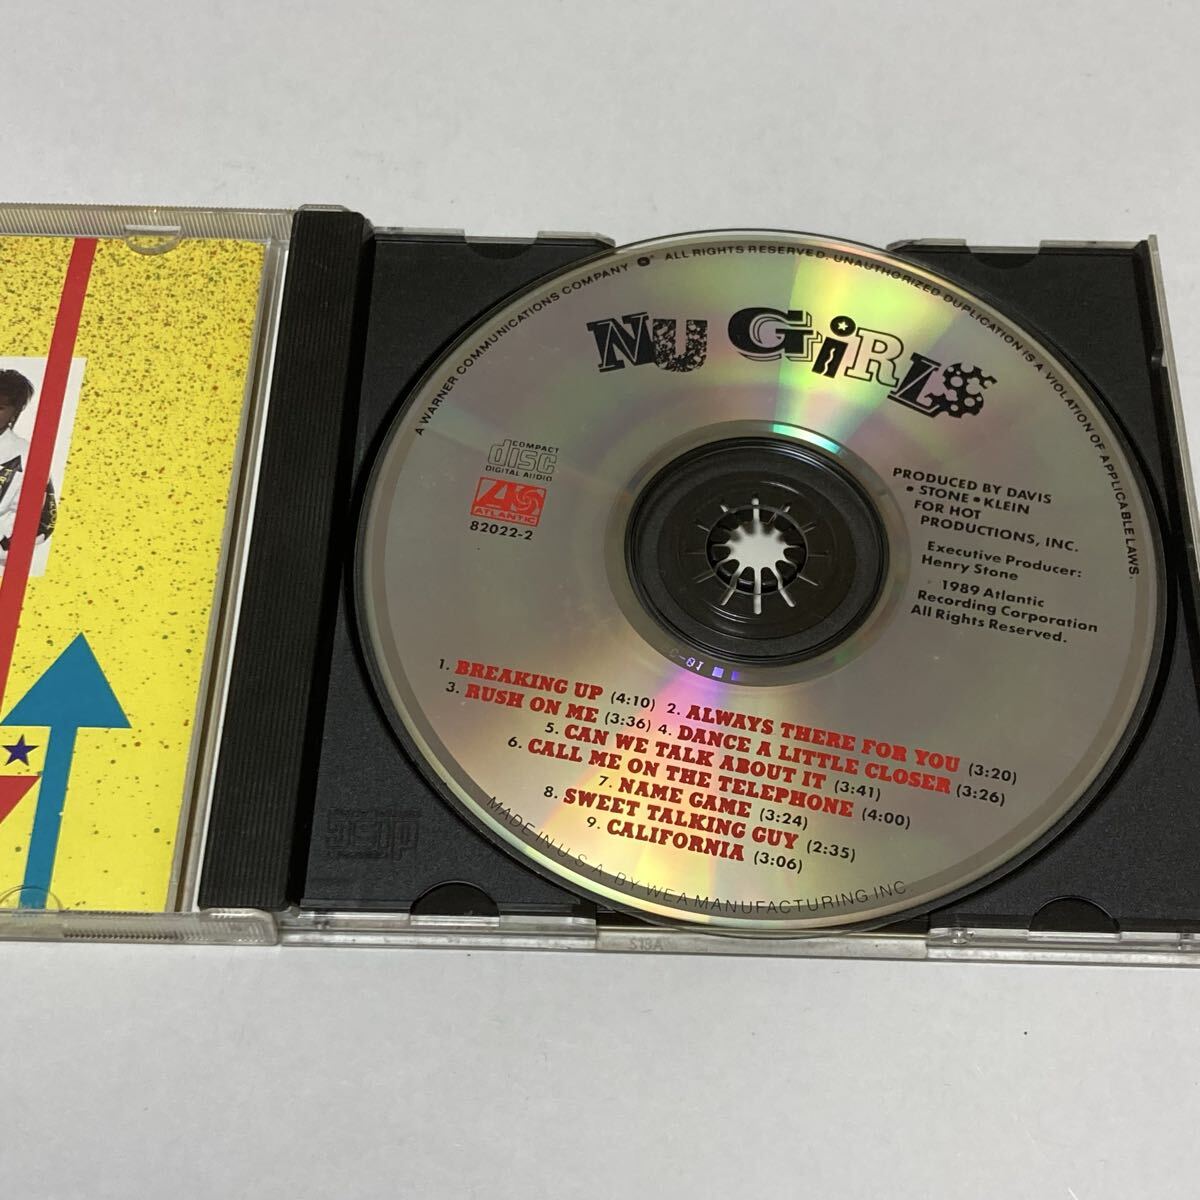 A WARNER COMMUNICATIONS COMPANY ALL RIGHTS RESERVED. UNAUTHORIZED DUPLICATION IS A VIOLATION OF APPLICABLE LAWS.
NU GiRLS
COMPACT
disc
DIGITAL AUDIO
ATLANTIC
82022-2
PRODUCED BY DAVIS
• STONE • KLEIN
FOR HOT
PRODUCTIONS, INC.
Executive Producer:
Henry Stone
1989 Atlantic
Recording Corporation
All Rights Reserved.
1. BREAKING UP (4:10) 2. ALWAYS THERE FOR YOU (3:20)
3. RUSH ON ME (3:36) 4. DANCE A LITTLE CLOSER (3:26)
5. CAN WE TALK ABOUT IT (3:41)
6. CALL ME ON THE TELEPHONE (4:00)
7. NAME GAME (3:24)
8. SWEET TALKING GUY (2:35)
9. CALIFORNIA (3:06)
MADE IN U.S.A. BY WEA MANUFACTURING INC.